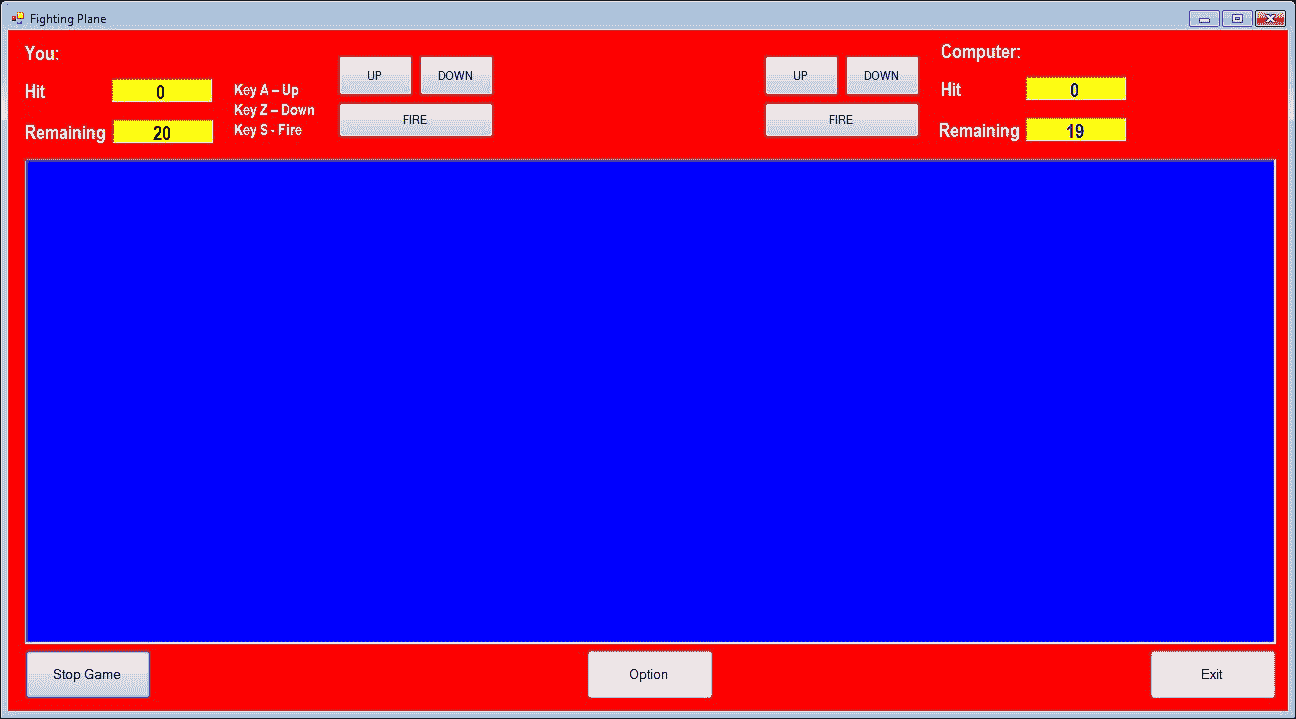 Fighting Plane
You:
Hit 0
Remaining 20
Key A – Up
Key Z – Down
Key S - Fire
UP DOWN
FIRE
UP DOWN
FIRE
Computer:
Hit 0
Remaining 19
Stop Game Option Exit